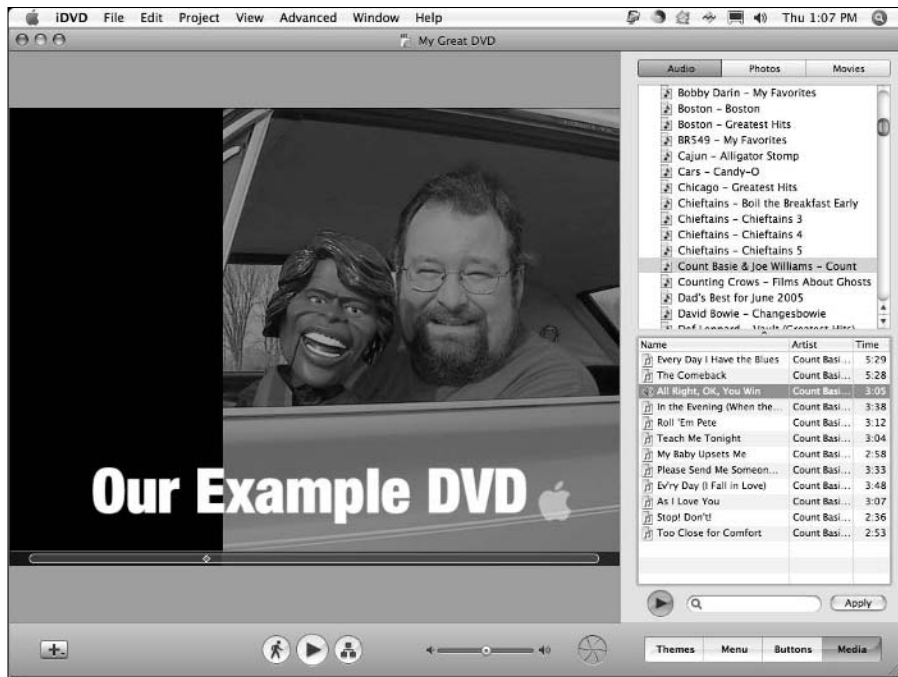 iDVD File Edit Project View Advanced Window Help Thu 1:07 PM
My Great DVD
Audio Photos Movies
Bobby Darin – My Favorites
Boston – Boston
Boston – Greatest Hits
BR549 – My Favorites
Cajun – Alligator Stomp
Cars – Candy-O
Chicago – Greatest Hits
Chieftains – Boil the Breakfast Early
Chieftains – Chieftains 3
Chieftains – Chieftains 4
Chieftains – Chieftains 5
Count Basie & Joe Williams – Count
Counting Crows – Films About Ghosts
Dad's Best for June 2005
David Bowie – Changesbowie
Def Leppard – Vault (Greatest Hits)
Name Artist Time
Every Day I Have the Blues Count Basi... 5:29
The Comeback Count Basi... 5:28
All Right, OK, You Win Count Basi... 3:05
In the Evening (When the... Count Basi... 3:38
Roll 'Em Pete Count Basi... 3:12
Teach Me Tonight Count Basi... 3:04
My Baby Upsets Me Count Basi... 2:58
Please Send Me Someon... Count Basi... 3:33
Ev'ry Day (I Fall in Love) Count Basi... 3:48
As I Love You Count Basi... 3:07
Stop! Don't! Count Basi... 2:36
Too Close for Comfort Count Basi... 2:53
Our Example DVD
Apply
Themes Menu Buttons Media